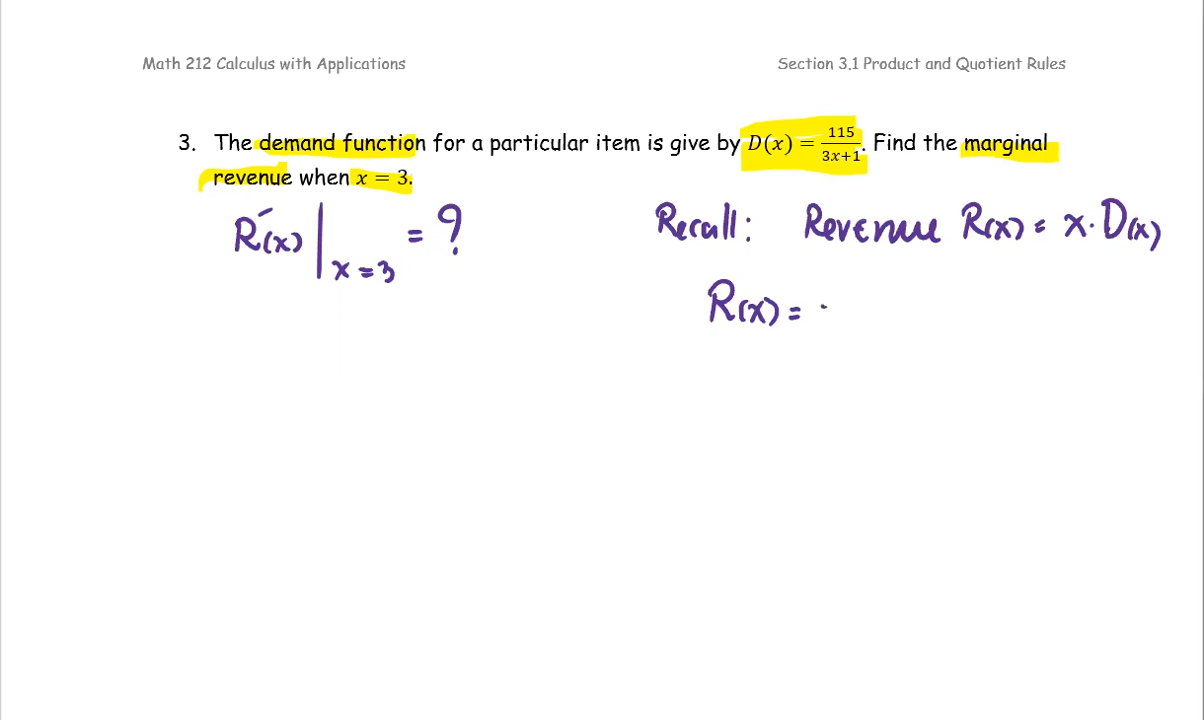 Math 212 Calculus with Applications Section 3.1 Product and Quotient Rules
3. The demand function for a particular item is give by D(x) = 115/3x+1. Find the marginal
revenue when x = 3.
R'(x)|x=3 = ? Recall: Revenue R(x) = x·D(x)
R(x) =